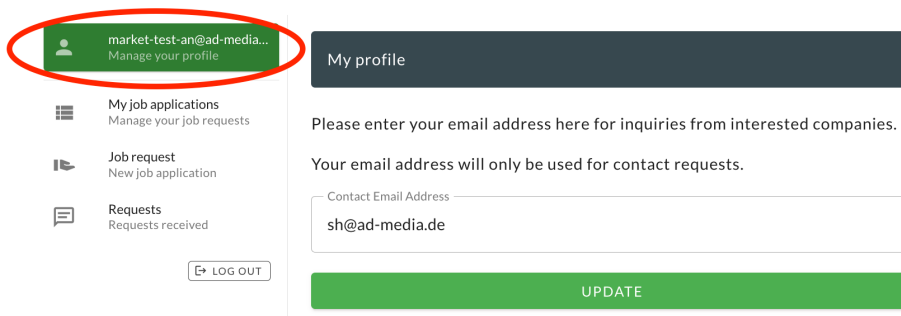 market-test-an@ad-media...
Manage your profile
My job applications
Manage your job requests
Job request
New job application
Requests
Requests received
LOG OUT
My profile
Please enter your email address here for inquiries from interested companies.
Your email address will only be used for contact requests.
Contact Email Address
sh@ad-media.de
UPDATE